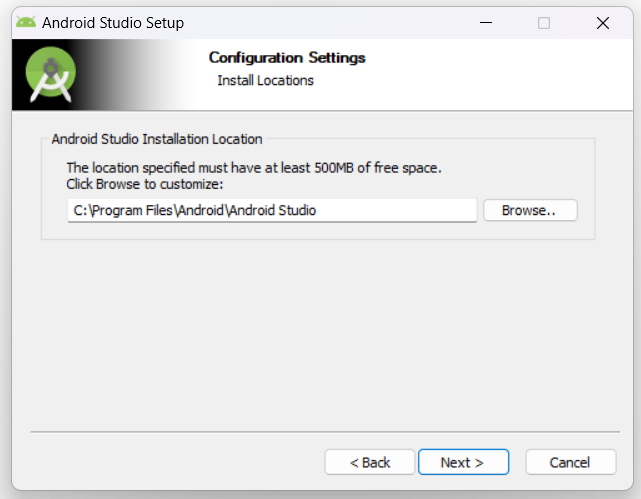 Android Studio Setup
Configuration Settings
Install Locations
Android Studio Installation Location
The location specified must have at least 500MB of free space.
Click Browse to customize:
C:\Program Files\Android\Android Studio
Browse..
< Back
Next >
Cancel